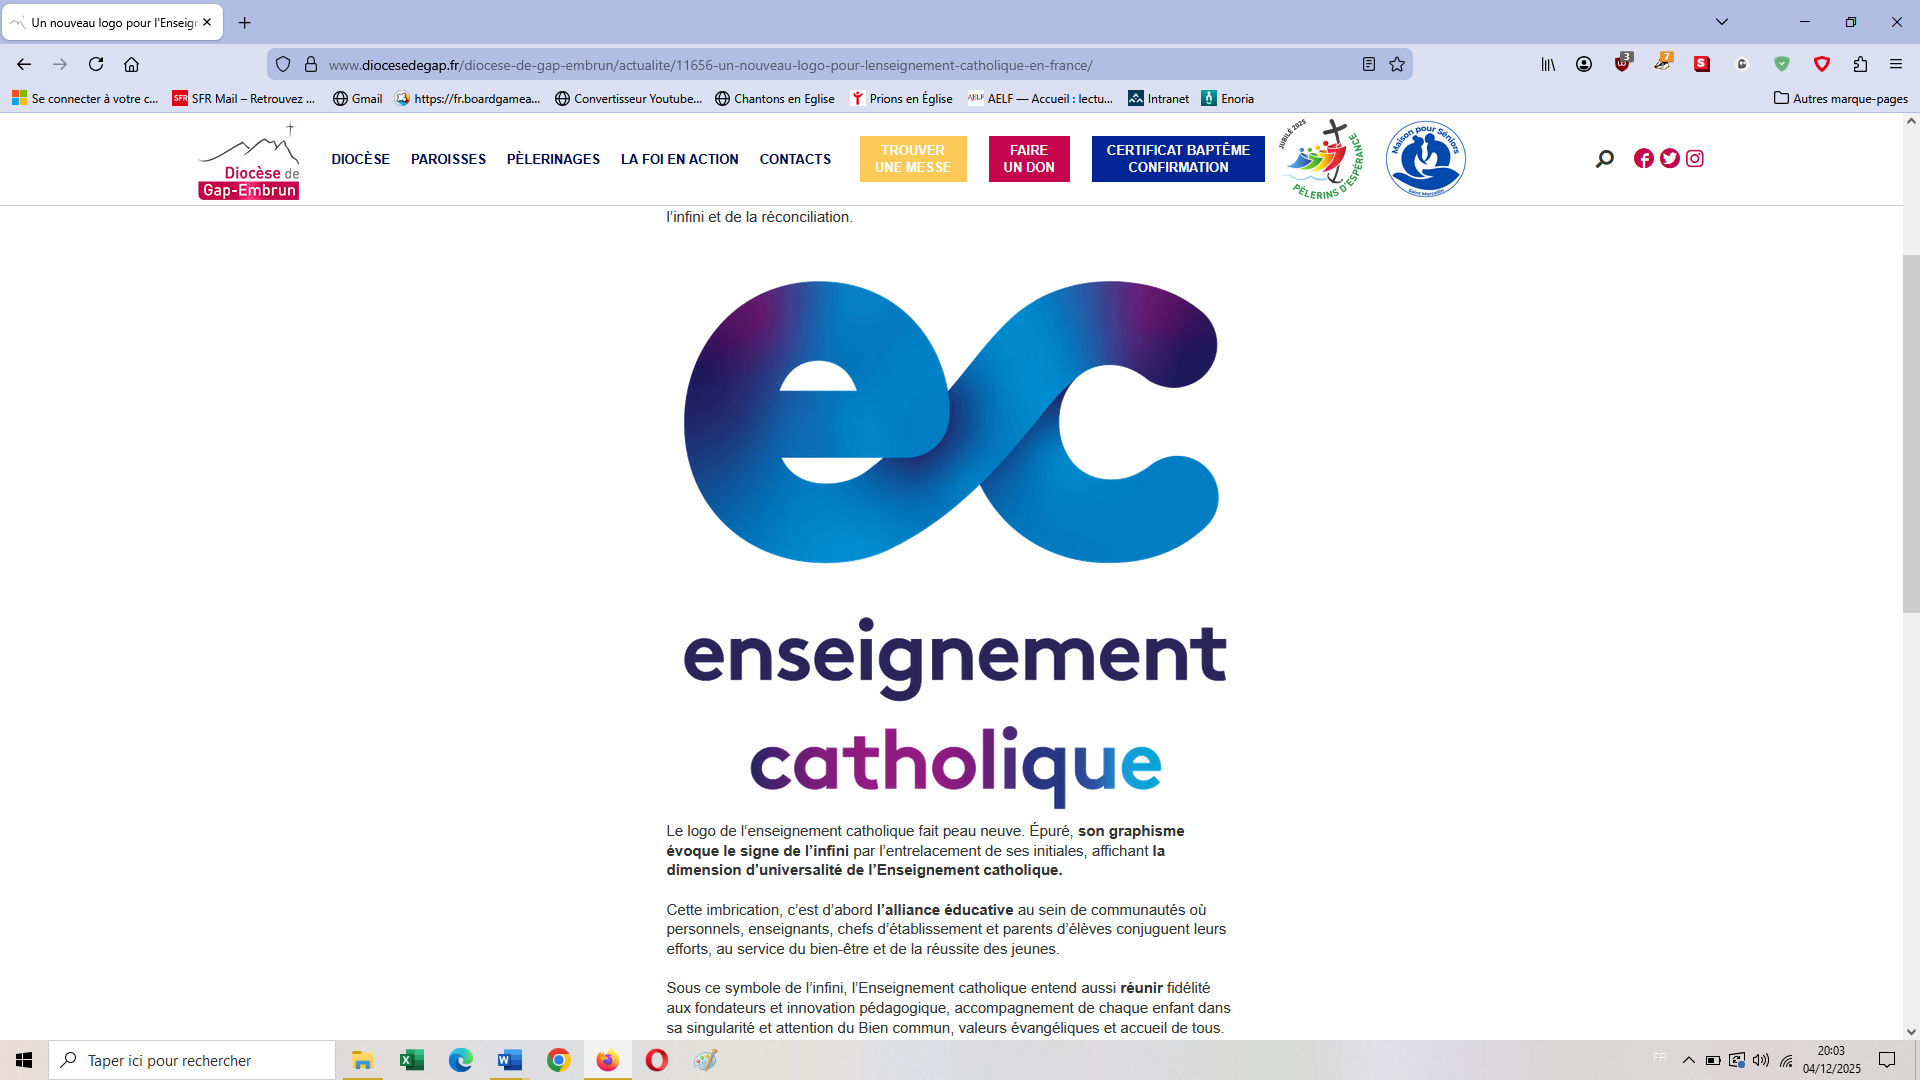 Un nouveau logo pour l'Enseign
www.diocesedegap.fr/diocese-de-gap-embrun/actualite/11656-un-nouveau-logo-pour-lenseignement-catholique-en-france/
3
7
Se connecter à votre c...
SFR Mail – Retrouvez ...
Gmail
https://fr.boardgamea...
Convertisseur Youtube...
Chantons en Eglise
Prions en Église
AELF — Accueil : lectu...
Intranet
Enoria
Autres marque-pages
Diocèse de
Gap-Embrun
DIOCÈSE
PAROISSES
PÈLERINAGES
LA FOI EN ACTION
CONTACTS
TROUVER
UNE MESSE
FAIRE
UN DON
CERTIFICAT BAPTÊME
CONFIRMATION
JUBILÉ 2025
PÈLERINS D'ESPÉRANCE
Maison pour Séniors
Saint Marcellin
l’infini et de la réconciliation.
ec
enseignement
catholique
Le logo de l’enseignement catholique fait peau neuve. Épuré, son graphisme
évoque le signe de l’infini par l’entrelacement de ses initiales, affichant la
dimension d’universalité de l’Enseignement catholique.
Cette imbrication, c’est d’abord l’alliance éducative au sein de communautés où
personnels, enseignants, chefs d’établissement et parents d’élèves conjuguent leurs
efforts, au service du bien-être et de la réussite des jeunes.
Sous ce symbole de l’infini, l’Enseignement catholique entend aussi réunir fidélité
aux fondateurs et innovation pédagogique, accompagnement de chaque enfant dans
sa singularité et attention du Bien commun, valeurs évangéliques et accueil de tous.
Taper ici pour rechercher
FR
20:03
04/12/2025